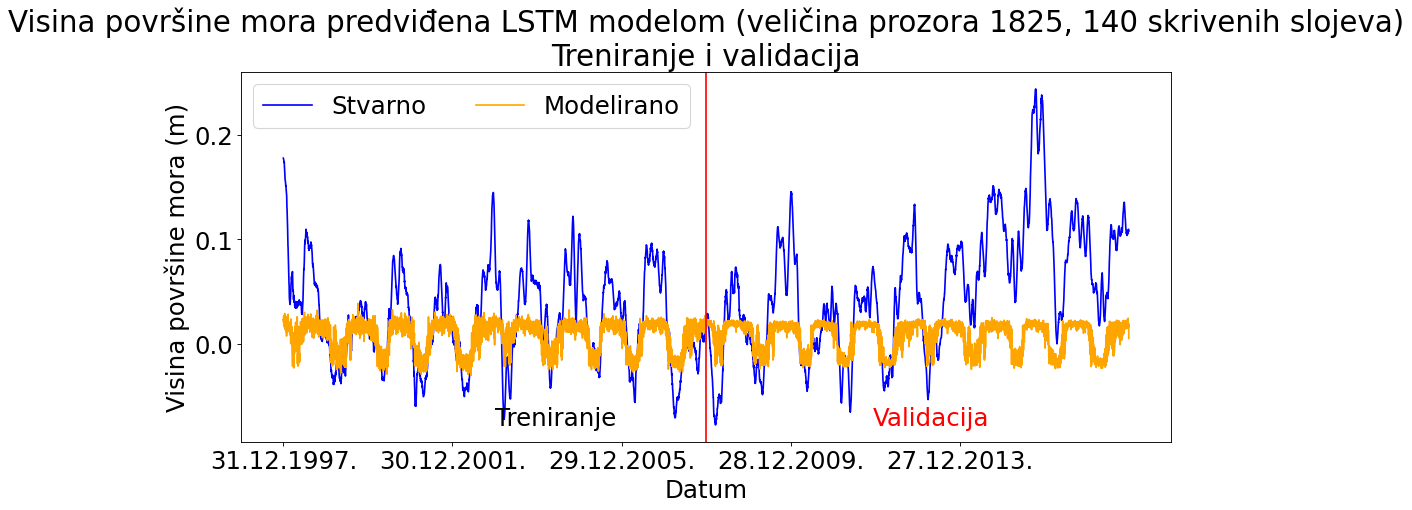 Visina površine mora predviđena LSTM modelom (veličina prozora 1825, 140 skrivenih slojeva)
Treniranje i validacija
Stvarno Modelirano
Visina površine mora (m)
0.2
0.1
0.0
Treniranje Validacija
31.12.1997. 30.12.2001. 29.12.2005. 28.12.2009. 27.12.2013.
Datum